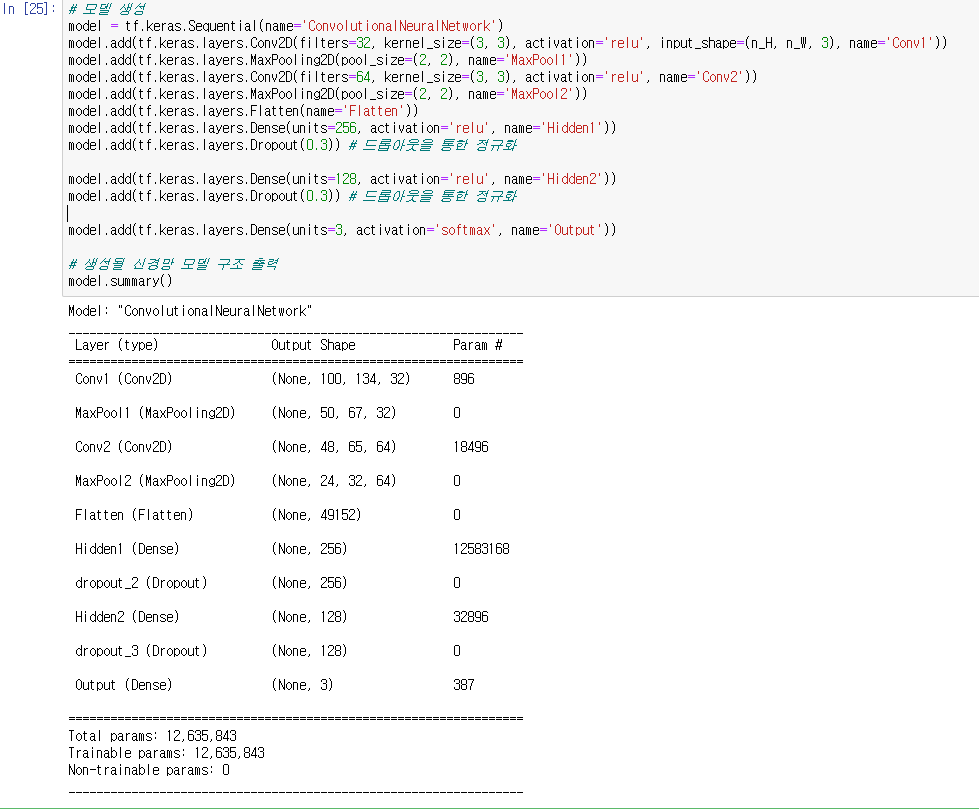 In [25]: # 모델 생성
model = tf.keras.Sequential(name='ConvolutionalNeuralNetwork')
model.add(tf.keras.layers.Conv2D(filters=32, kernel_size=(3, 3), activation='relu', input_shape=(n_H, n_W, 3), name='Conv1'))
model.add(tf.keras.layers.MaxPooling2D(pool_size=(2, 2), name='MaxPool1'))
model.add(tf.keras.layers.Conv2D(filters=64, kernel_size=(3, 3), activation='relu', name='Conv2'))
model.add(tf.keras.layers.MaxPooling2D(pool_size=(2, 2), name='MaxPool2'))
model.add(tf.keras.layers.Flatten(name='Flatten'))
model.add(tf.keras.layers.Dense(units=256, activation='relu', name='Hidden1'))
model.add(tf.keras.layers.Dropout(0.3)) # 드롭아웃을 통한 정규화
model.add(tf.keras.layers.Dense(units=128, activation='relu', name='Hidden2'))
model.add(tf.keras.layers.Dropout(0.3)) # 드롭아웃을 통한 정규화
model.add(tf.keras.layers.Dense(units=3, activation='softmax', name='Output'))
# 생성될 신경망 모델 구조 출력
model.summary()
Model: "ConvolutionalNeuralNetwork"
Layer (type) Output Shape Param #
Conv1 (Conv2D) (None, 100, 134, 32) 896
MaxPool1 (MaxPooling2D) (None, 50, 67, 32) 0
Conv2 (Conv2D) (None, 48, 65, 64) 18496
MaxPool2 (MaxPooling2D) (None, 24, 32, 64) 0
Flatten (Flatten) (None, 49152) 0
Hidden1 (Dense) (None, 256) 12583168
dropout_2 (Dropout) (None, 256) 0
Hidden2 (Dense) (None, 128) 32896
dropout_3 (Dropout) (None, 128) 0
Output (Dense) (None, 3) 387
Total params: 12,635,843
Trainable params: 12,635,843
Non-trainable params: 0